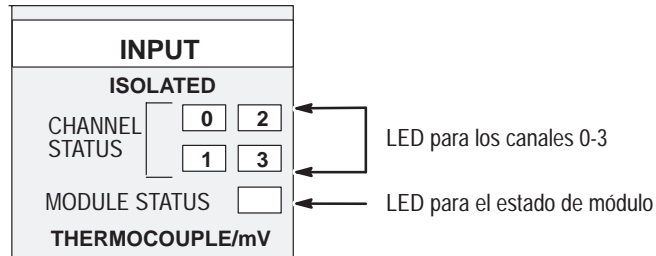 INPUT
ISOLATED
CHANNEL STATUS
0 2
1 3
LED para los canales 0-3
MODULE STATUS
LED para el estado de módulo
THERMOCOUPLE/mV